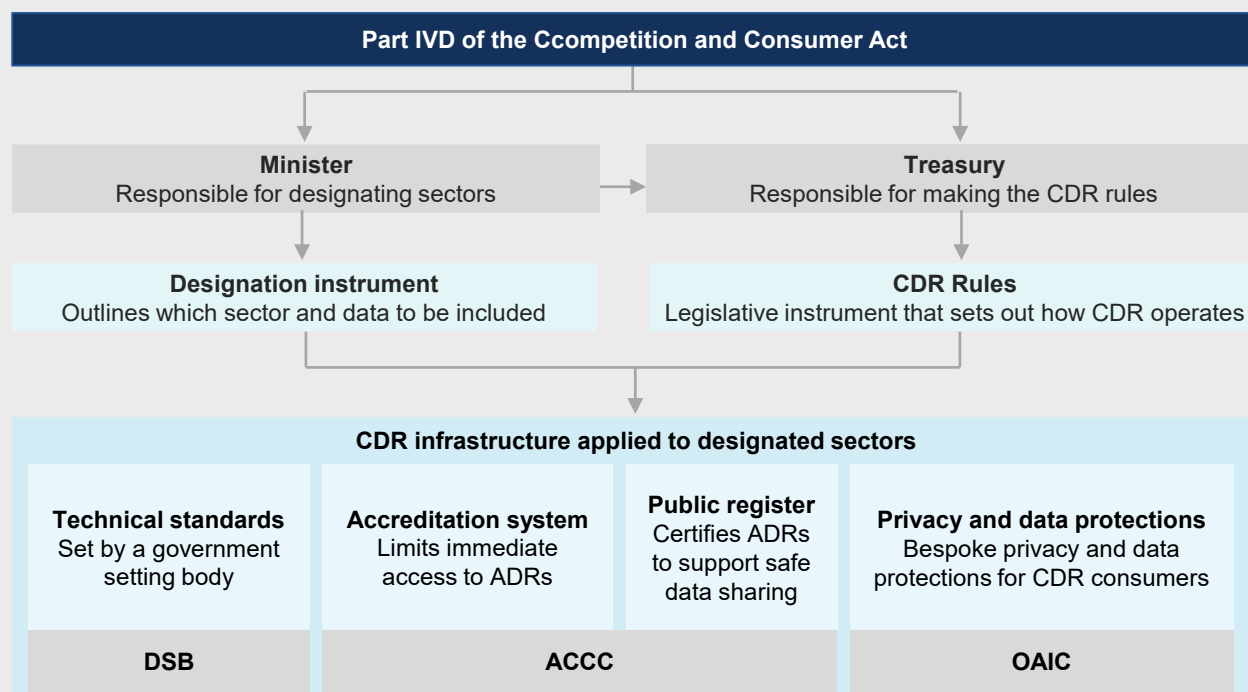 Part IVD of the Ccompetition and Consumer Act
Minister
Responsible for designating sectors
Treasury
Responsible for making the CDR rules
Designation instrument
Outlines which sector and data to be included
CDR Rules
Legislative instrument that sets out how CDR operates
CDR infrastructure applied to designated sectors
Technical standards
Set by a government
setting body
Accreditation system
Limits immediate
access to ADRs
Public register
Certifies ADRs
to support safe
data sharing
Privacy and data protections
Bespoke privacy and data
protections for CDR consumers
DSB
ACCC
OAIC